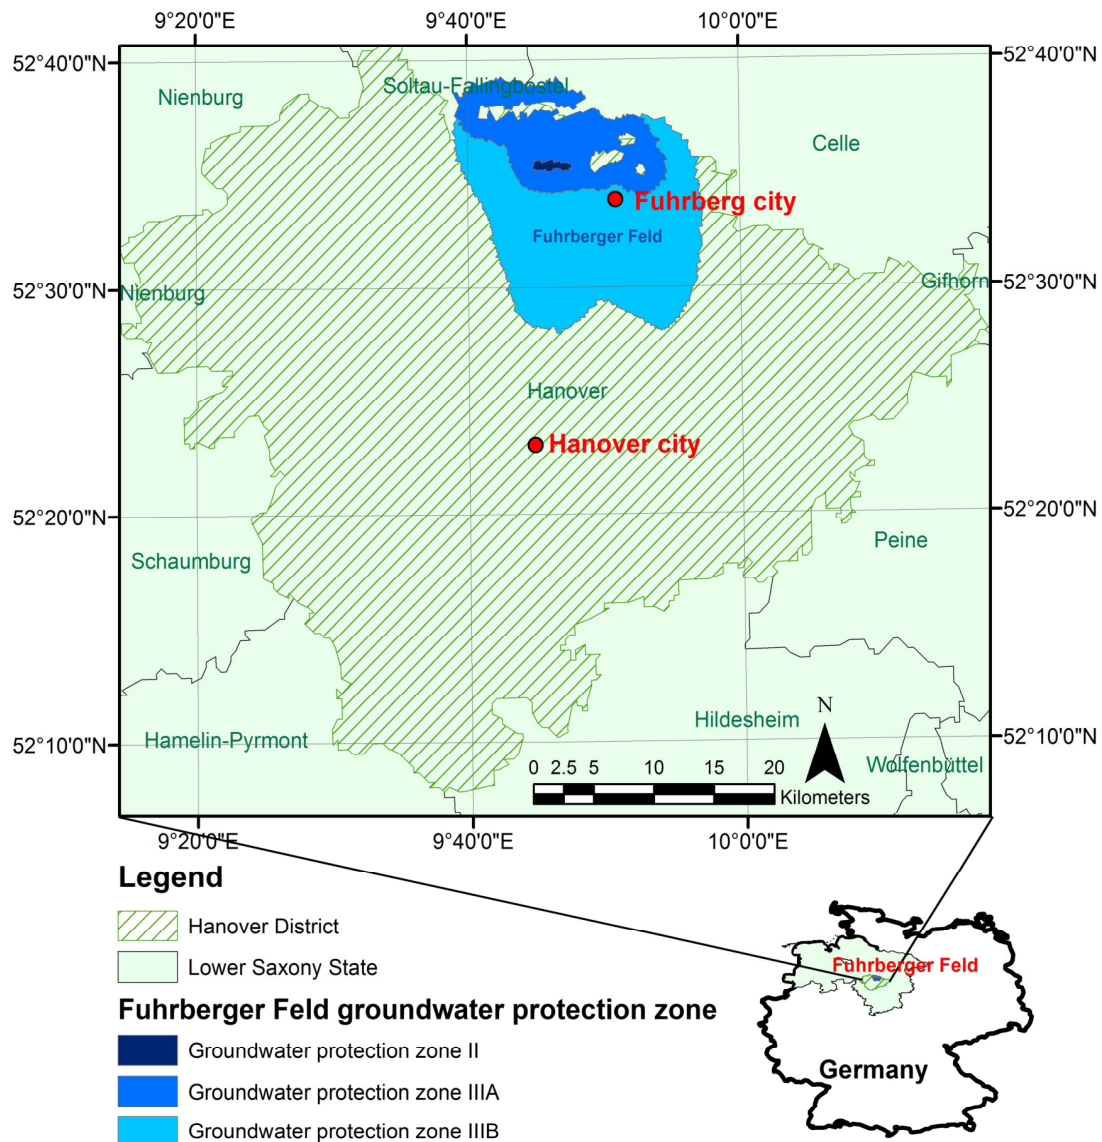 9°20'0"E 9°40'0"E 10°0'0"E
52°40'0"N 52°40'0"N
Soltau-Fallingbostel
Nienburg
Celle
Fuhrberg city
Fuhrberger Feld
52°30'0"N Nienburg Gifhorn 52°30'0"N
Hanover
Hanover city
52°20'0"N 52°20'0"N
Peine
Schaumburg
N
Hildesheim
Hamelin-Pyrmont
52°10'0"N 52°10'0"N
Wolfenbüttel
0 2.5 5 10 15 20
Kilometers
9°20'0"E 9°40'0"E 10°0'0"E
Legend
Hanover District
Lower Saxony State
Fuhrberger Feld groundwater protection zone
Groundwater protection zone II
Groundwater protection zone IIIA
Groundwater protection zone IIIB
Fuhrberger Feld
Germany